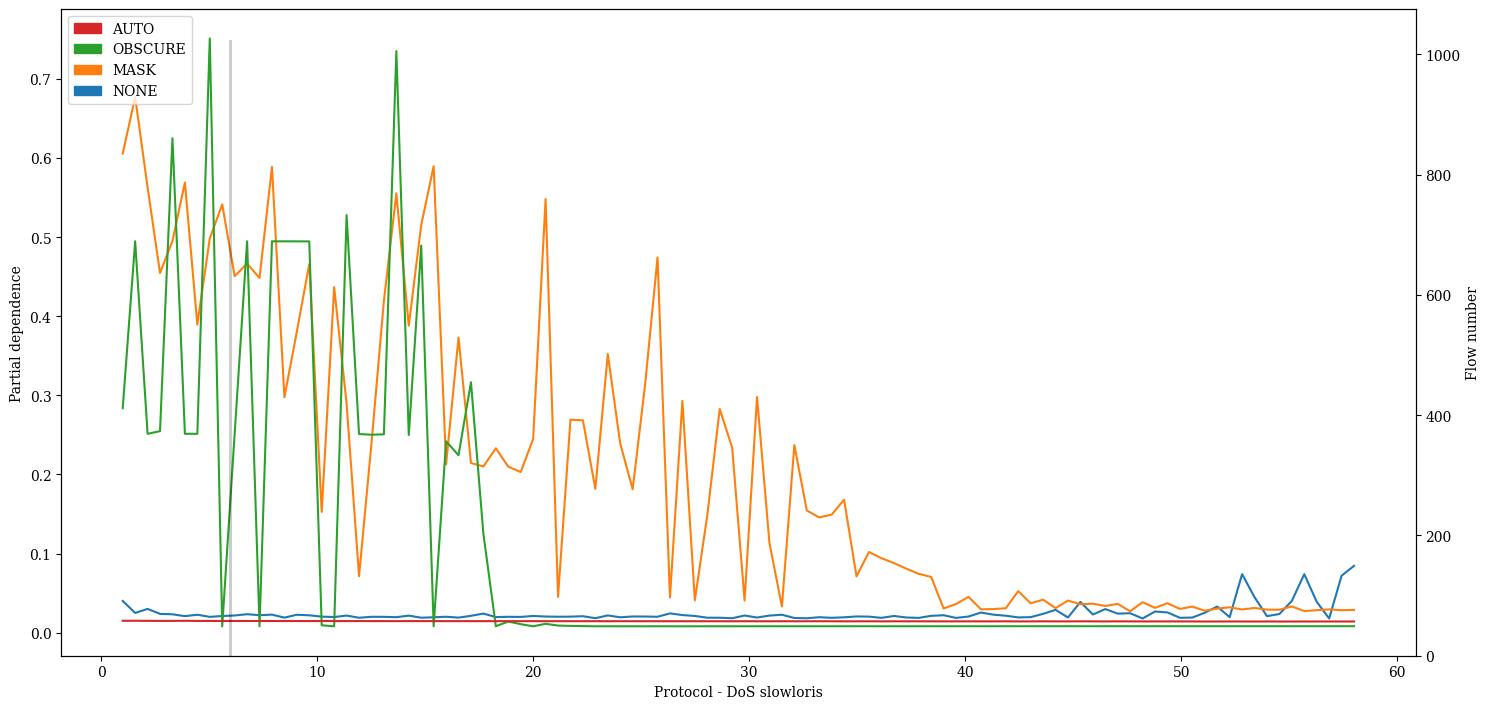 AUTO
OBSCURE
MASK
NONE
Partial dependence
0.7
0.6
0.5
0.4
0.3
0.2
0.1
0.0
0 10 20 30 40 50 60
Protocol - DoS slowloris
1000
800
600
400
200
0
Flow number